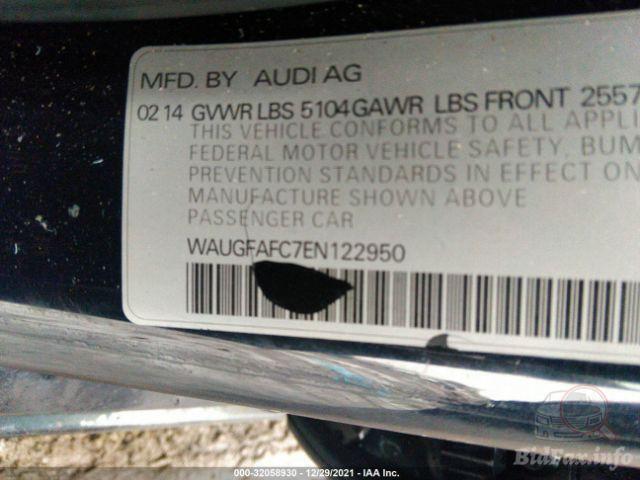 MFD. BY AUDI AG
02 14 GVWR LBS 5104 GAWR LBS FRONT 2557
THIS VEHICLE CONFORMS TO ALL APPLI
FEDERAL MOTOR VEHICLE SAFETY, BUM
PREVENTION STANDARDS IN EFFECT ON
MANUFACTURE SHOWN ABOVE
PASSENGER CAR
WAUGFAFC7EN122950
BidFax.info
000-32058930 - 12/29/2021 - IAA Inc.